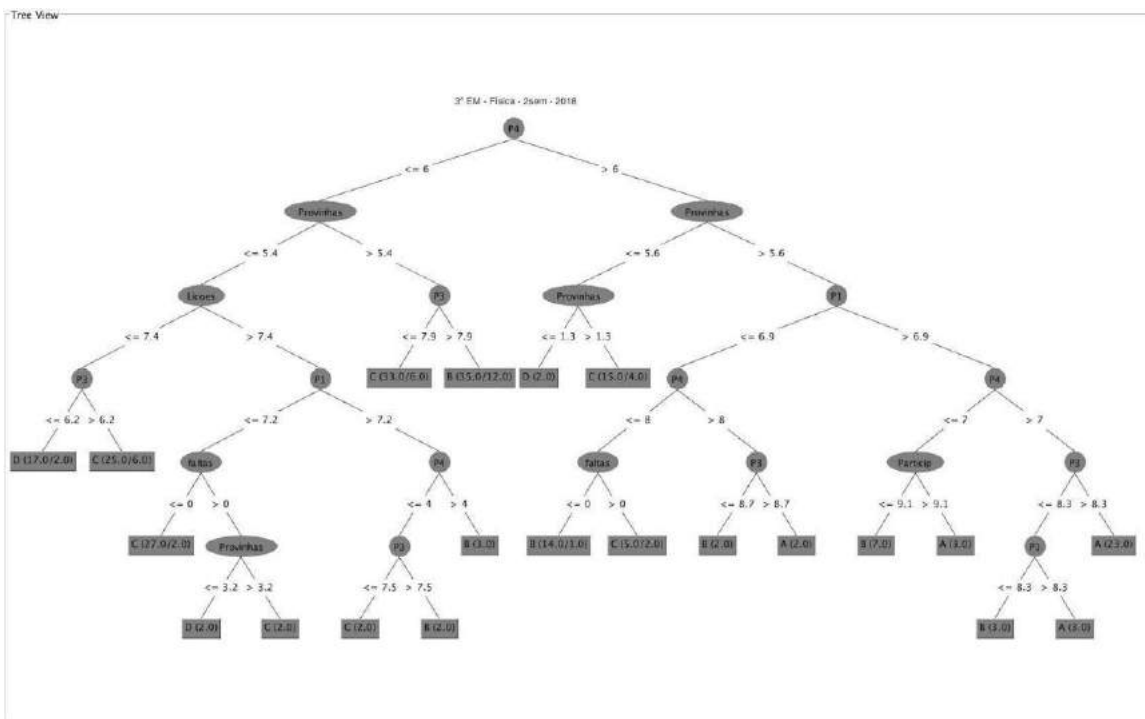 Tree View
3º EM - Física - 2sem - 2018
P4
<= 6 > 6
Provinhas Provinhas
<= 5.4 > 5.4 <= 5.6 > 5.6
Licoes P3 Provinhas P1
<= 7.4 > 7.4 <= 7.9 > 7.9 <= 1.3 > 1.3 <= 6.9 > 6.9
P3 C (33.0/6.0) B (35.0/12.0) D (2.0) C (15.0/4.0) P4 P4
<= 6.2 > 6.2 <= 7.2 > 7.2 <= 8 > 8 <= 7 > 7
D (17.0/2.0) C (25.0/6.0) faltas P4 faltas P3 Particip P3
<= 0 > 0 <= 4 > 4 <= 0 > 0 <= 8.7 > 8.7 <= 9.1 > 9.1 <= 8.3 > 8.3
C (27.0/2.0) Provinhas B (3.0) B (14.0/1.0) C (5.0/2.0) B (2.0) A (2.0) B (7.0) A (3.0) A (23.0)
<= 3.2 > 3.2 <= 7.5 > 7.5 <= 8.3 > 8.3
D (2.0) C (2.0) C (2.0) B (2.0) B (3.0) A (3.0)